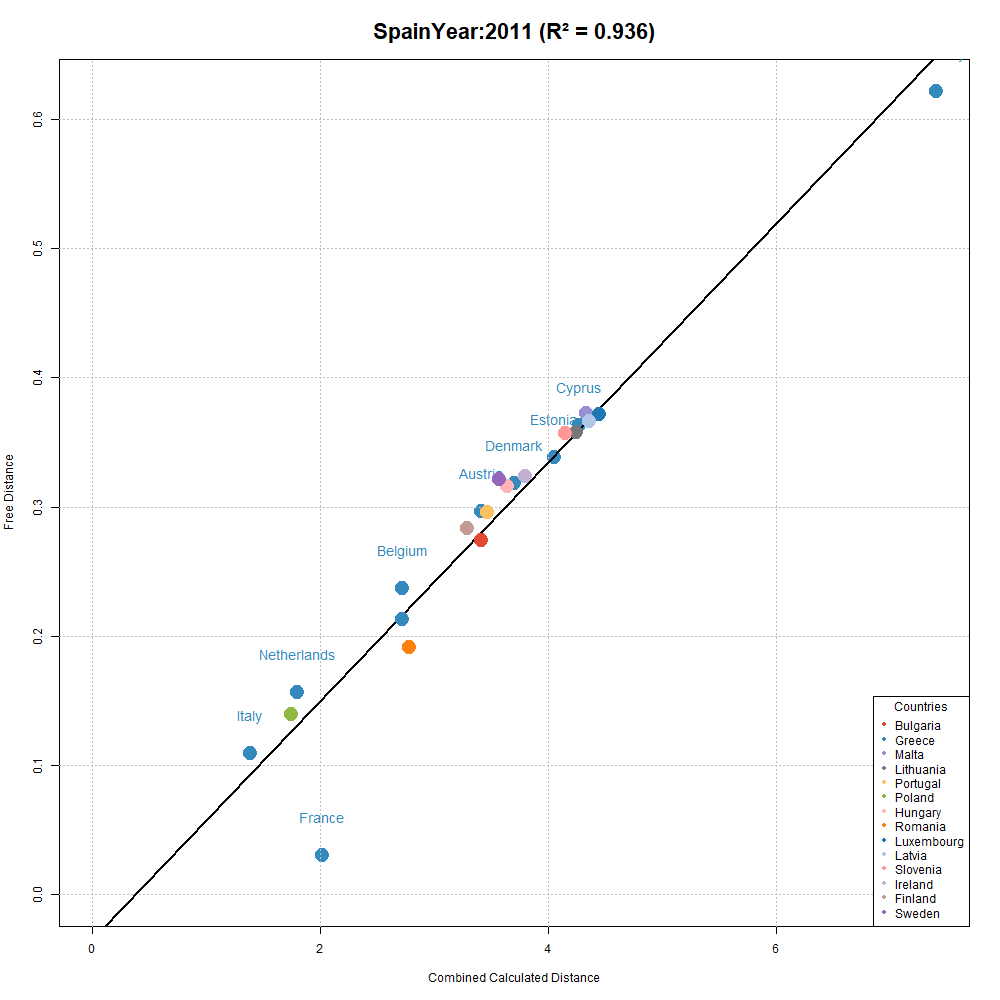 SpainYear:2011 (R² = 0.936)
Free Distance
0.6
0.5
0.4
0.3
0.2
0.1
0.0
Cyprus
Estonia
Denmark
Austri
Belgium
Netherlands
Italy
France
Countries
Bulgaria
Greece
Malta
Lithuania
Portugal
Poland
Hungary
Romania
Luxembourg
Latvia
Slovenia
Ireland
Finland
Sweden
0 2 4 6
Combined Calculated Distance